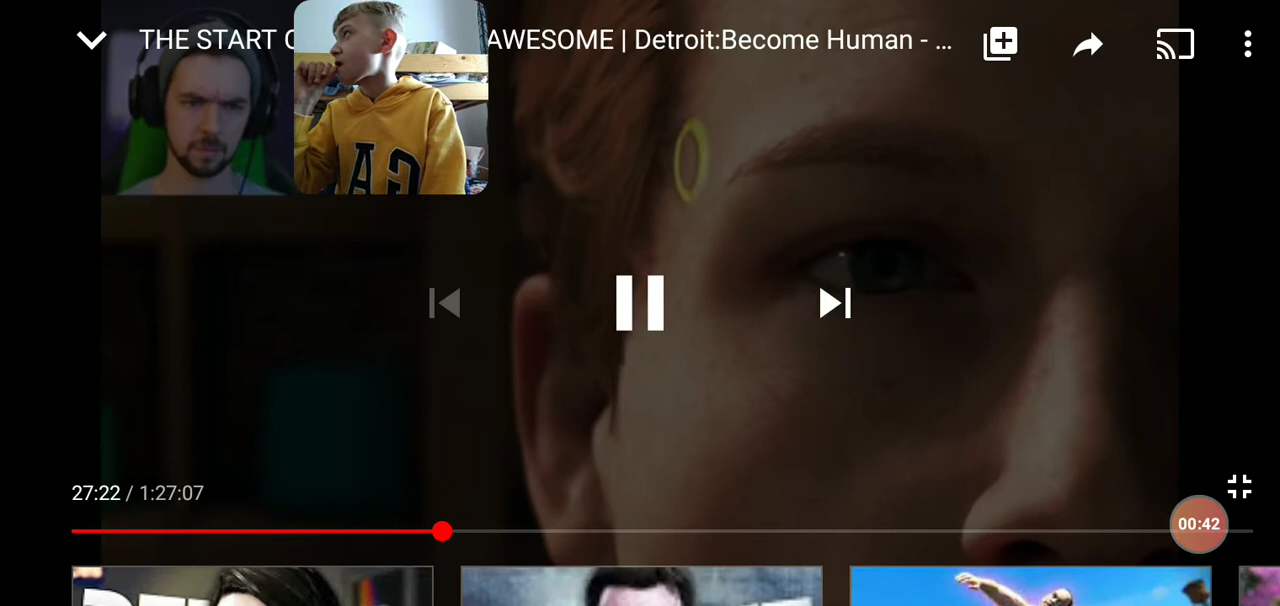 THE START O AWESOME | Detroit:Become Human - ...
GAP
27:22 / 1:27:07
00:42